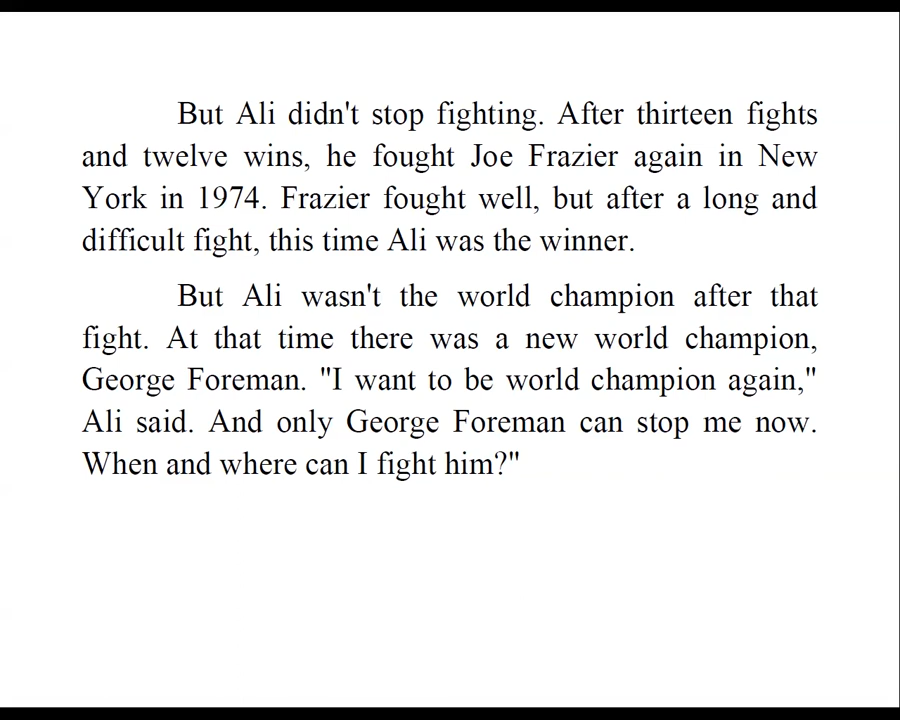 But Ali didn't stop fighting. After thirteen fights
and twelve wins, he fought Joe Frazier again in New
York in 1974. Frazier fought well, but after a long and
difficult fight, this time Ali was the winner.
But Ali wasn't the world champion after that
fight. At that time there was a new world champion,
George Foreman. "I want to be world champion again,"
Ali said. And only George Foreman can stop me now.
When and where can I fight him?"